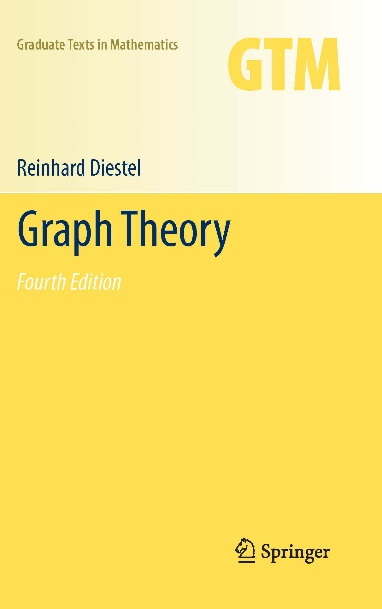 Graduate Texts in Mathematics
GTM
Reinhard Diestel
Graph Theory
Fourth Edition
Springer